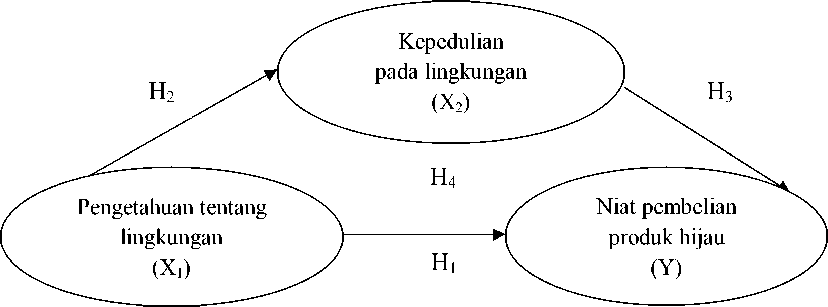 Kepedulian
pada lingkungan
(X₂)
H₂
H₃
H₄
Pengetahuan tentang
lingkungan
(X₁)
Niat pembelian
produk hijau
(Y)
H₁